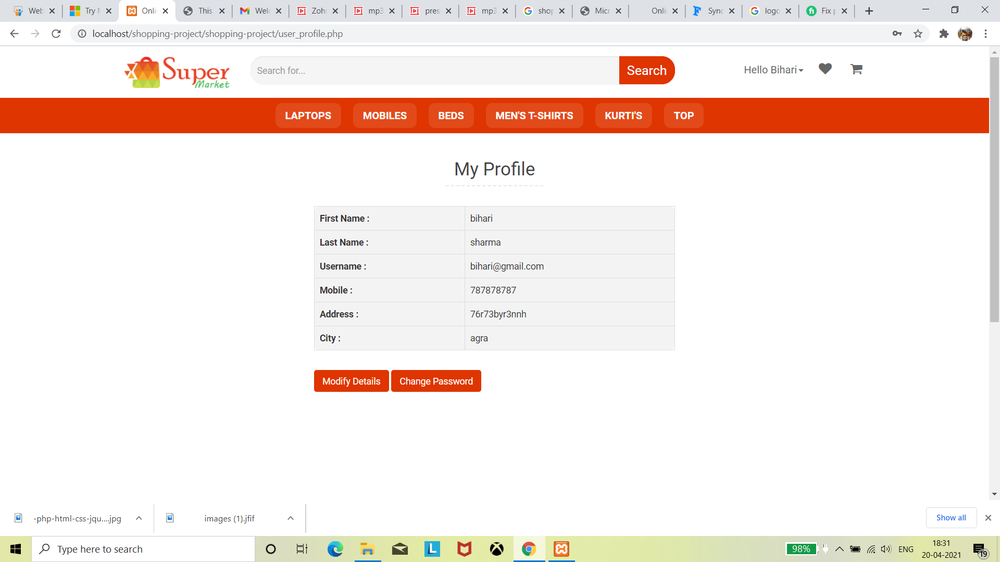 Web
Try M
Onli
This
Welc
Zoho
mp3
pres
mp3
shop
Micr
Onli
Sync
logo
Fix p
localhost/shopping-project/shopping-project/user_profile.php
Super
Market
Search for...
Search
Hello Bihari
LAPTOPS
MOBILES
BEDS
MEN'S T-SHIRTS
KURTI'S
TOP
My Profile
First Name : bihari
Last Name : sharma
Username : bihari@gmail.com
Mobile : 787878787
Address : 76r73byr3nnh
City : agra
Modify Details
Change Password
-php-html-css-jqu....jpg
images (1).jfif
Show all
Type here to search
L
98%
ENG
18:31
20-04-2021
19